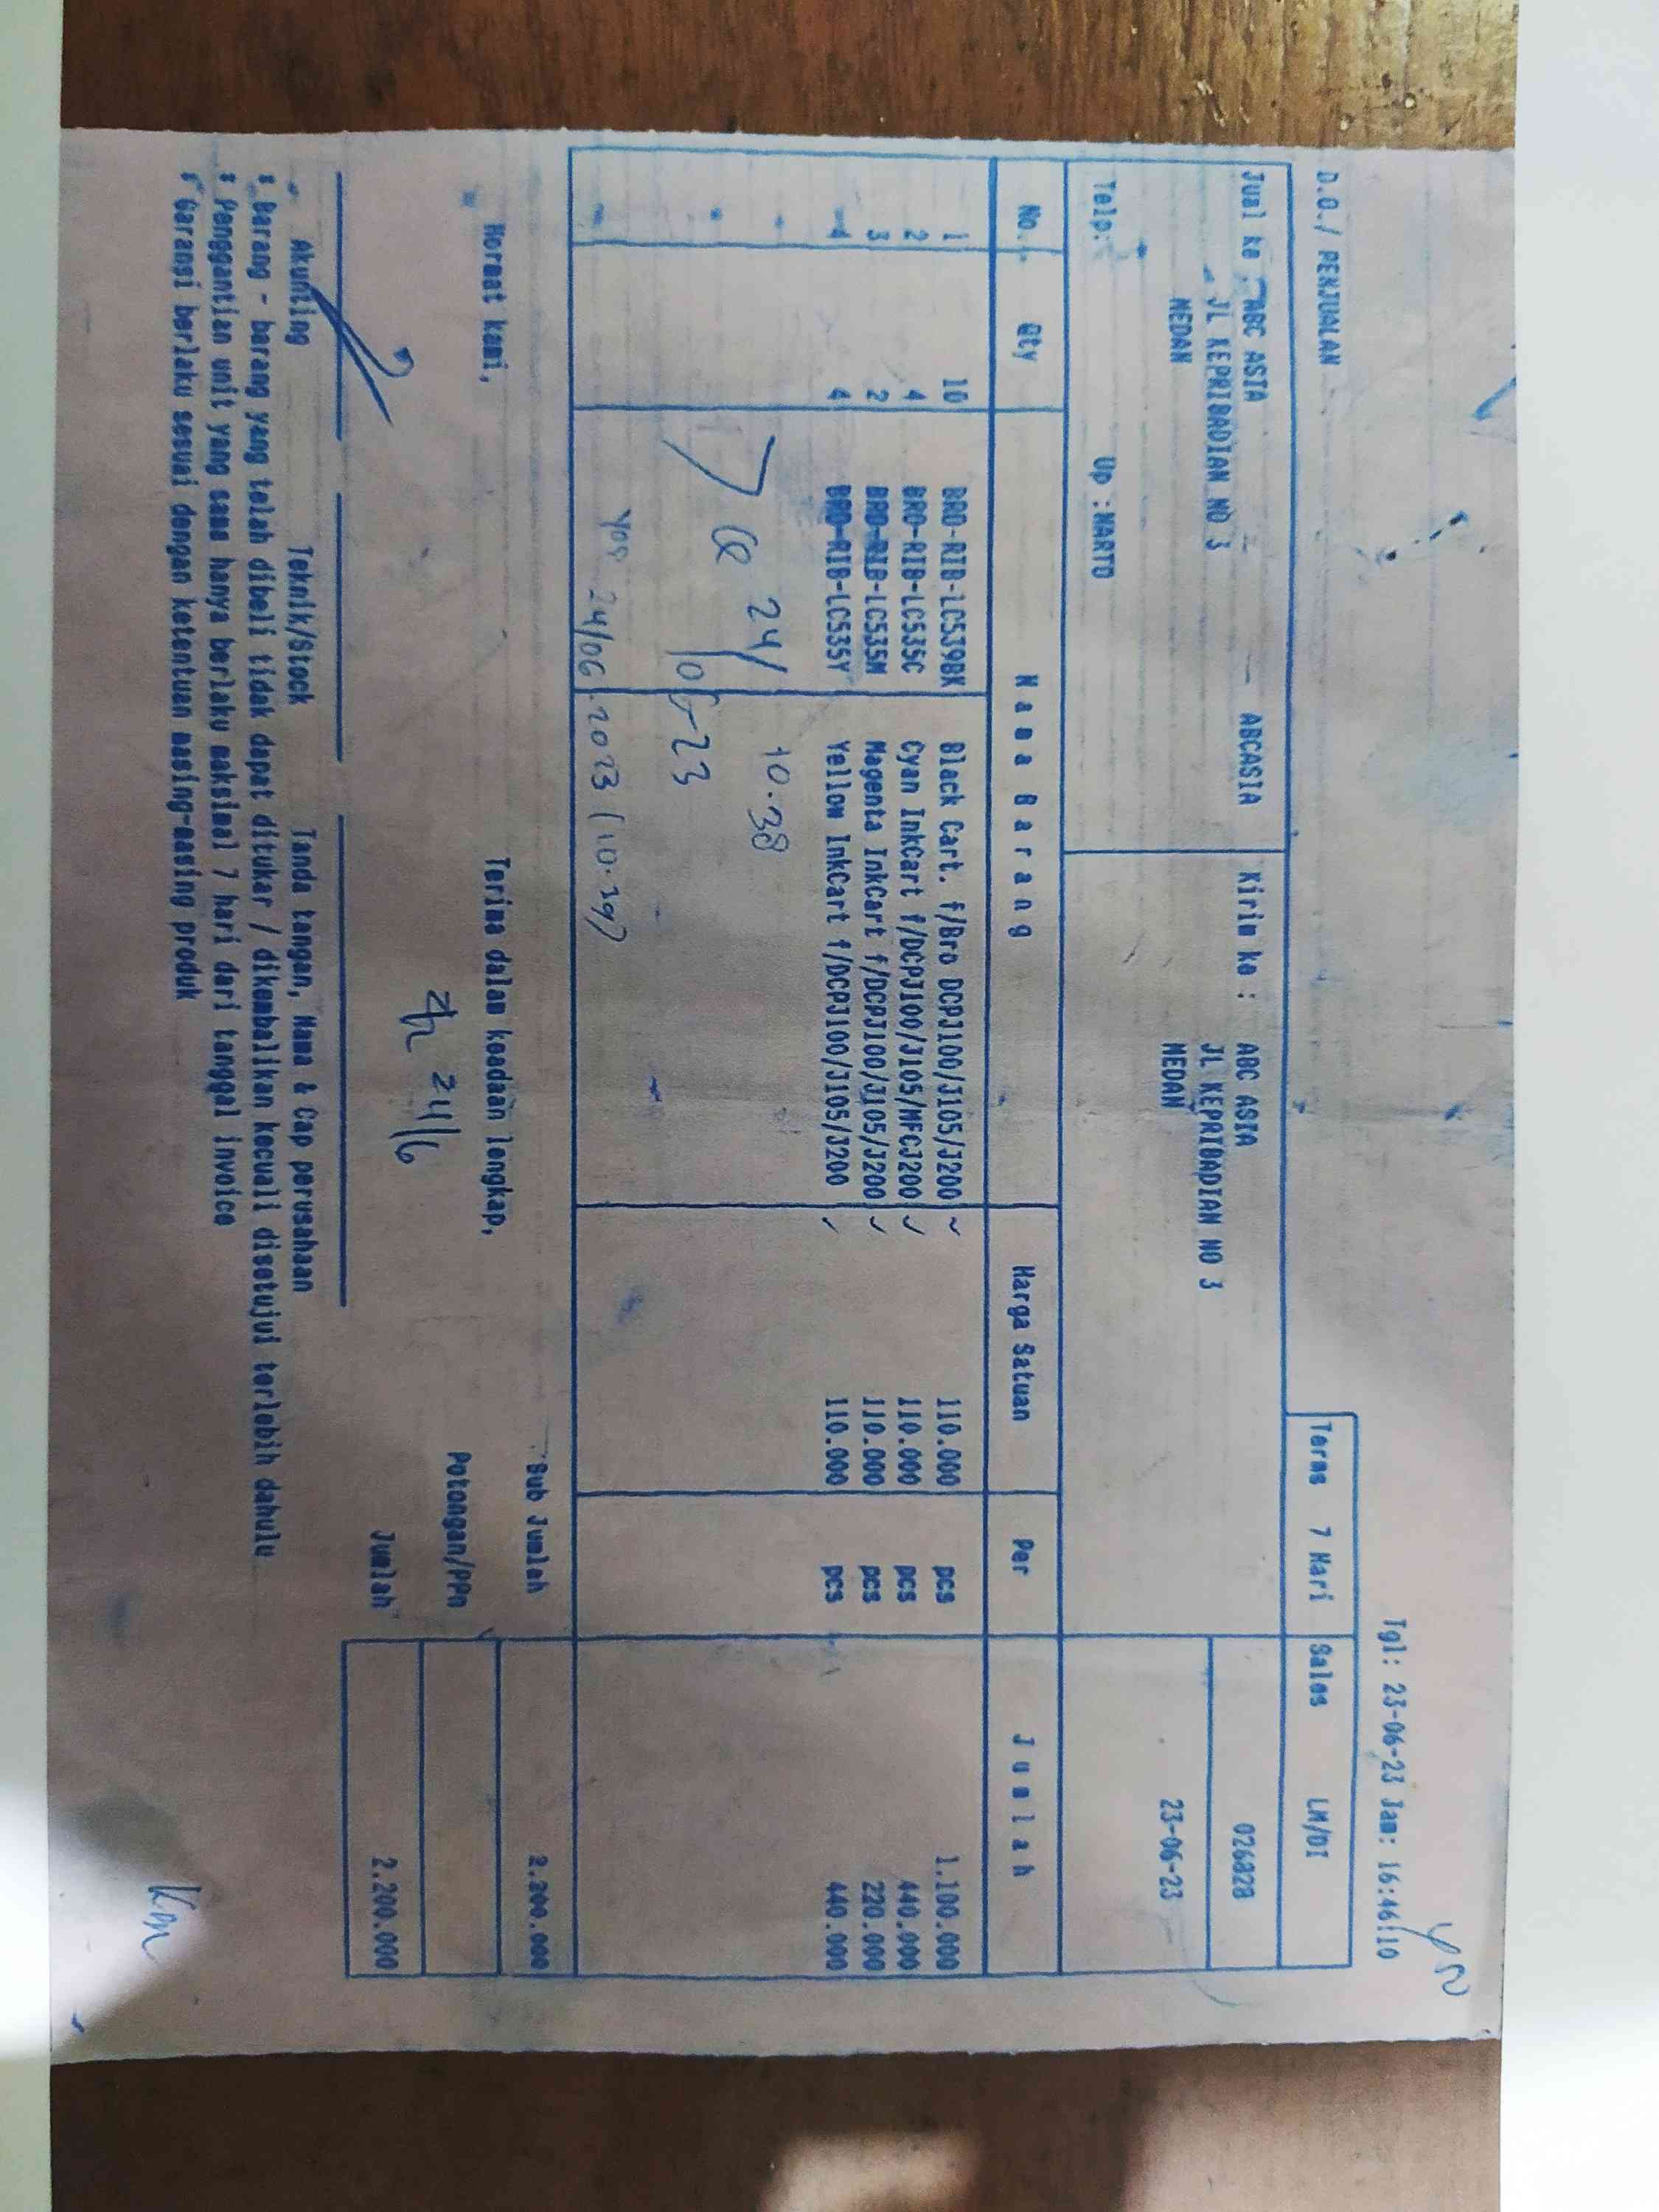 Tgl: 23-06-23 Jam: 16:46:10
D.O./ PENJUALAN
Terms 7 Hari Sales LM/DI
Jual ke : ABC ASIA - ABCASIA Kirim ke : ABC ASIA 026828
JL KEPRIBADIAN NO 3 JL KEPRIBADIAN NO 3
MEDAN MEDAN 23-06-23
Telp: Up : MARTO
No. Qty Nama Barang Harga Satuan Per Jumlah
1 10 BRO-RIB-LC539BK Black Cart. f/Bro DCPJ100/J105/J200 110.000 pcs 1.100.000
2 4 BRO-RIB-LC535C Cyan InkCart f/DCPJ100/J105/MFCJ200 110.000 pcs 440.000
3 2 BRO-RIB-LC535M Magenta InkCart f/DCPJ100/J105/J200 110.000 pcs 220.000
4 4 BRO-RIB-LC535Y Yellow InkCart f/DCPJ100/J105/J200 110.000 pcs 440.000
10.38
24/06-23
24/06.2023 (10.39)
Sub Jumlah 2.200.000
Hormat kami, Terima dalam keadaan lengkap,
Potongan/PPn
24/6
Jumlah 2.200.000
Akunting Teknik/Stock Tanda tangan, Nama & Cap perusahaan
* Barang - barang yang telah dibeli tidak dapat ditukar / dikembalikan kecuali disetujui terlebih dahulu
* Penggantian unit yang sama hanya berlaku maksimal 7 hari dari tanggal invoice
* Garansi berlaku sesuai dengan ketentuan masing-masing produk